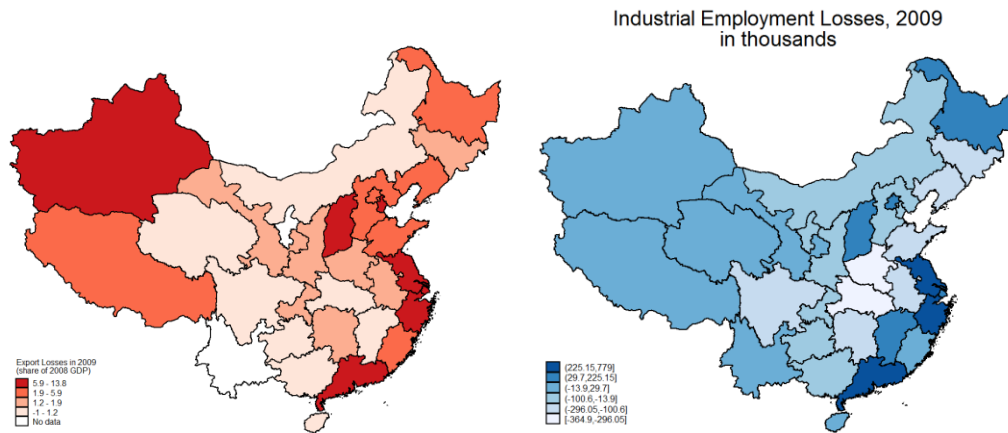 Industrial Employment Losses, 2009
in thousands
Export Losses in 2009
(share of 2008 GDP)
5.9 - 13.8
1.9 - 5.9
1.2 - 1.9
-1 - 1.2
No data
(225.15,779]
(29.7,225.15]
(-13.9,29.7]
(-100.6,-13.9]
(-296.05,-100.6]
[-364.9,-296.05]